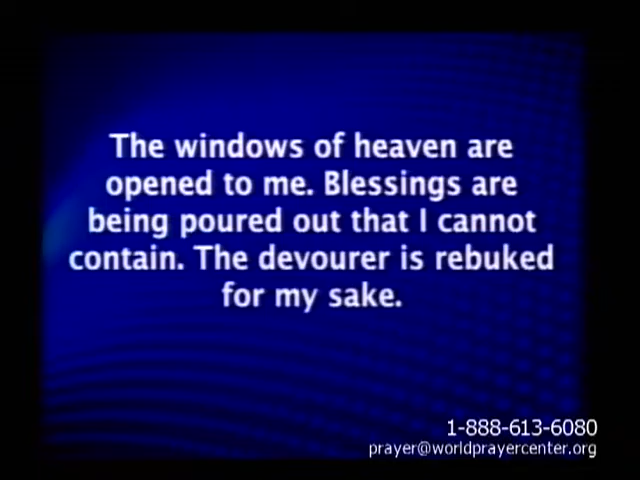 The windows of heaven are
opened to me. Blessings are
being poured out that I cannot
contain. The devourer is rebuked
for my sake.
1-888-613-6080
prayer@worldprayercenter.org